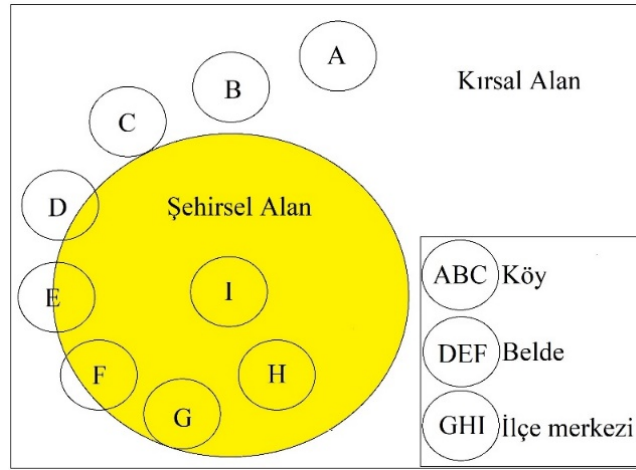 A
B
Kırsal Alan
C
D
Şehirsel Alan
E
I
F
H
G
ABC Köy
DEF Belde
GHI İlçe merkezi